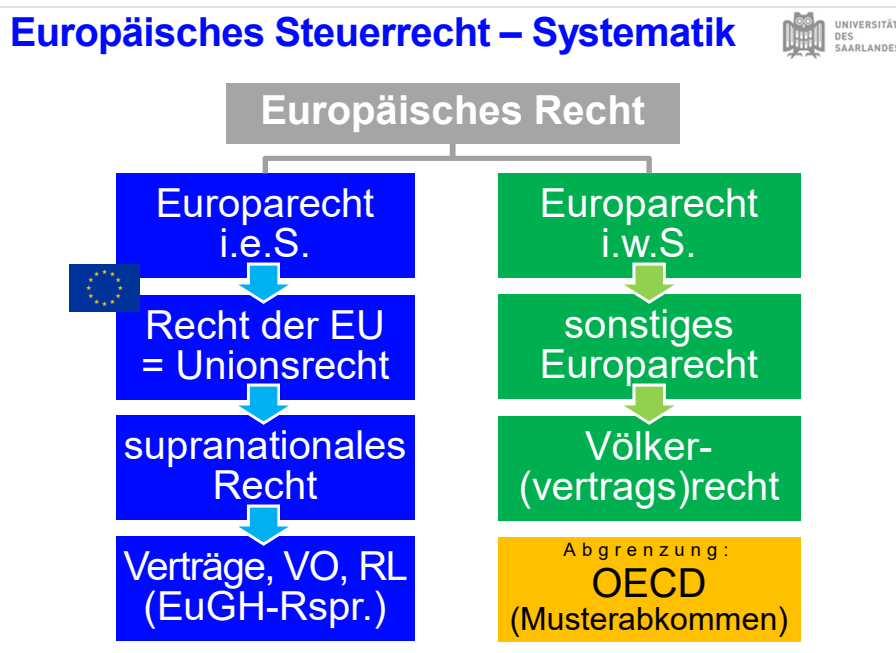 Europäisches Steuerrecht – Systematik
UNIVERSITÄT
DES
SAARLANDES
Europäisches Recht
Europarecht
i.e.S.
Recht der EU
= Unionsrecht
supranationales
Recht
Verträge, VO, RL
(EuGH-Rspr.)
Europarecht
i.w.S.
sonstiges
Europarecht
Völker-
(vertrags)recht
Abgrenzung:
OECD
(Musterabkommen)